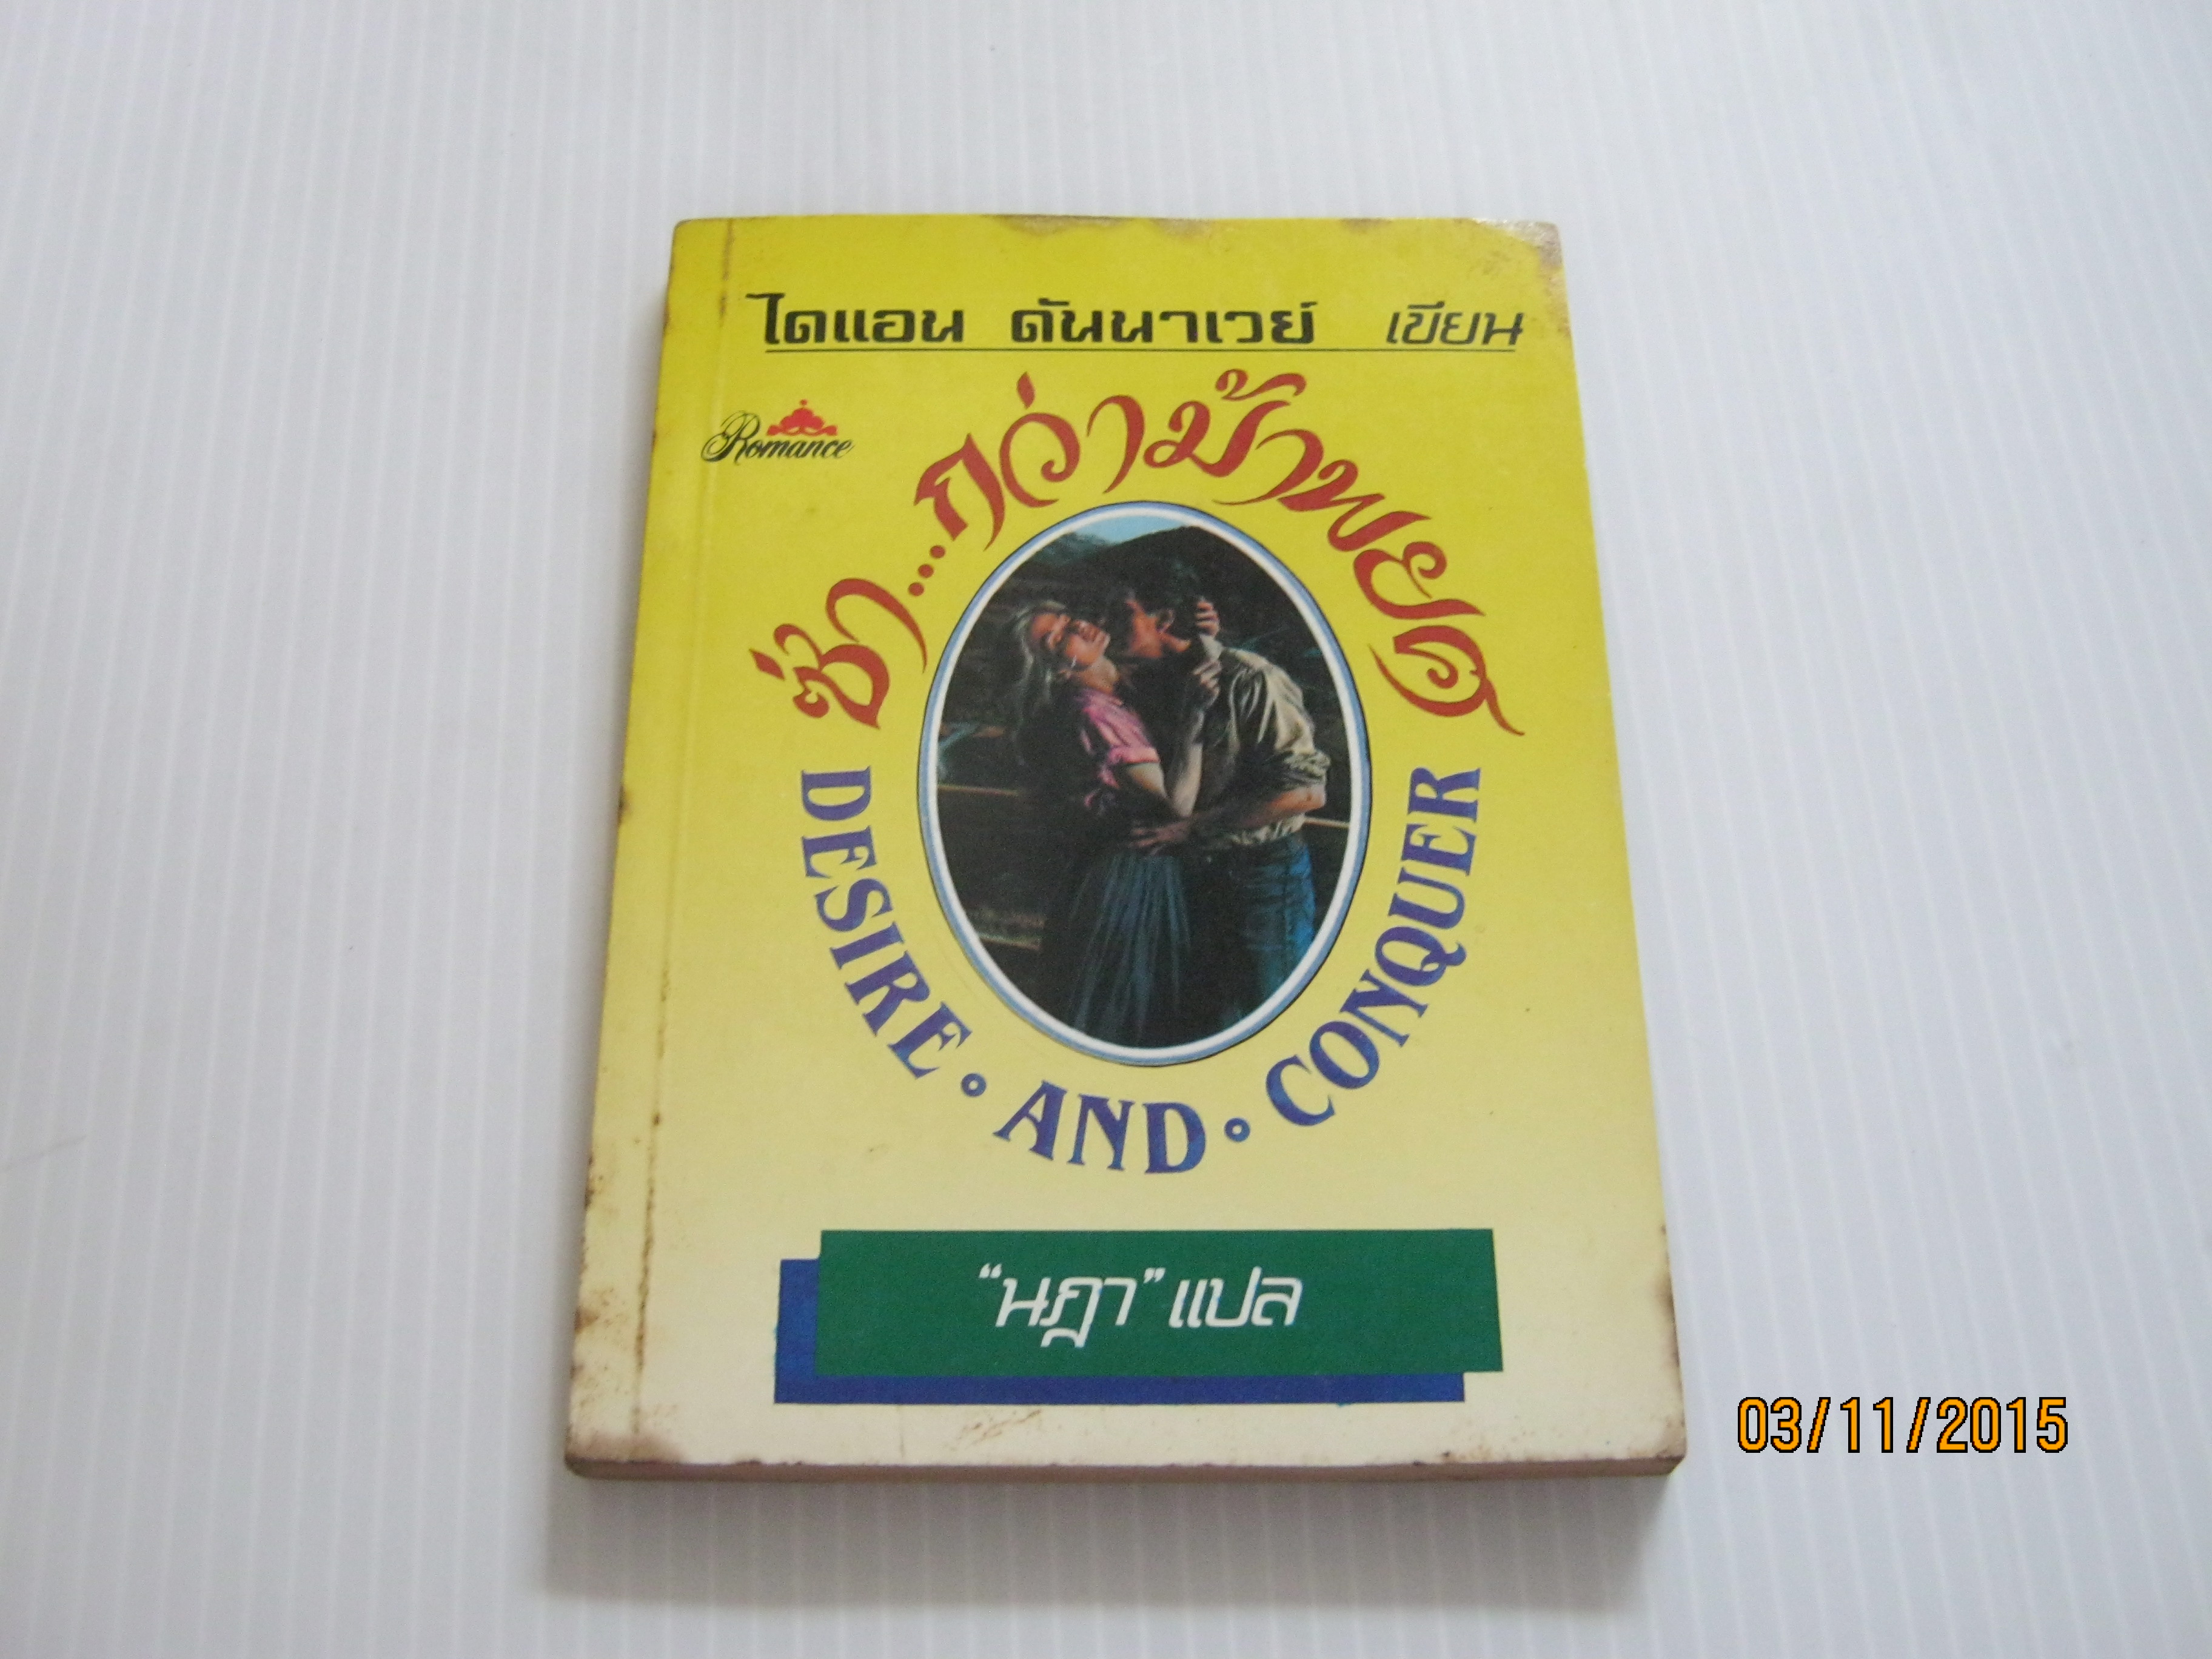 ไดแอน ดันนาเวย์ เขียน
Romance
ซ่า...กว่าม้าพยศ
DESIRE • AND • CONQUER
“นฎา” แปล
03/11/2015